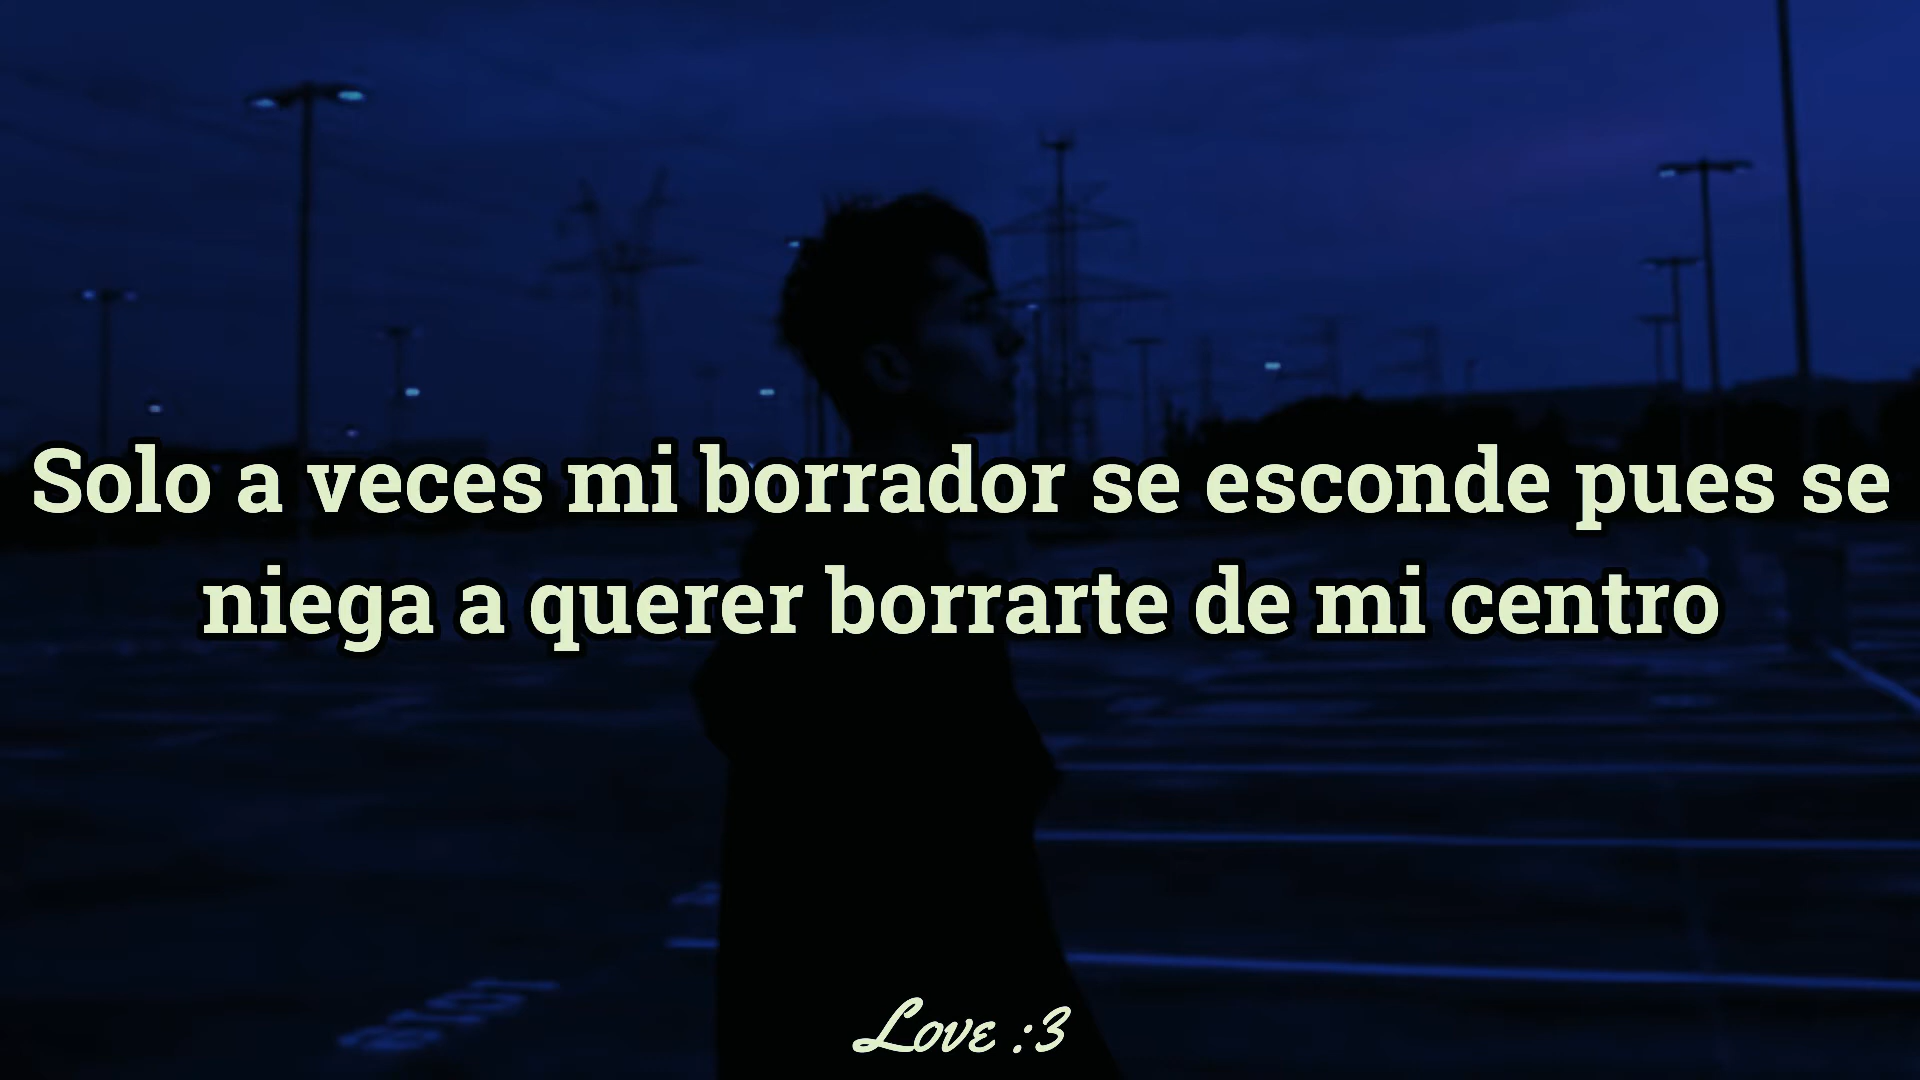 Solo a veces mi borrador se esconde pues se
niega a querer borrarte de mi centro
Love :3